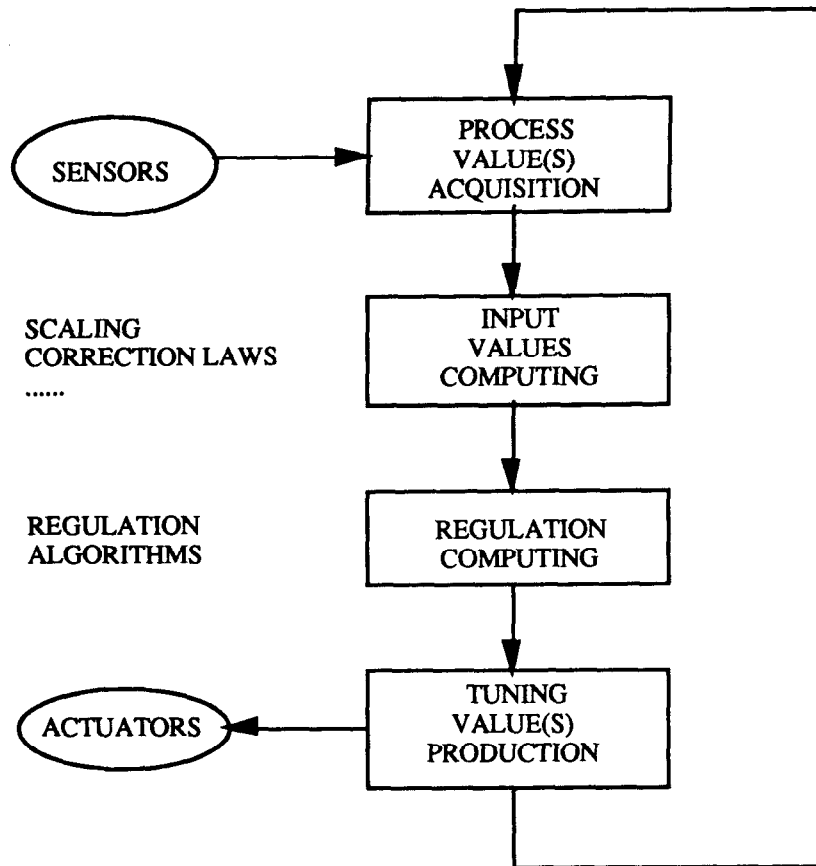 PROCESS
VALUE(S)
ACQUISITION
SENSORS
INPUT
VALUES
COMPUTING
SCALING
CORRECTION LAWS
......
REGULATION
COMPUTING
REGULATION
ALGORITHMS
TUNING
VALUE(S)
PRODUCTION
ACTUATORS